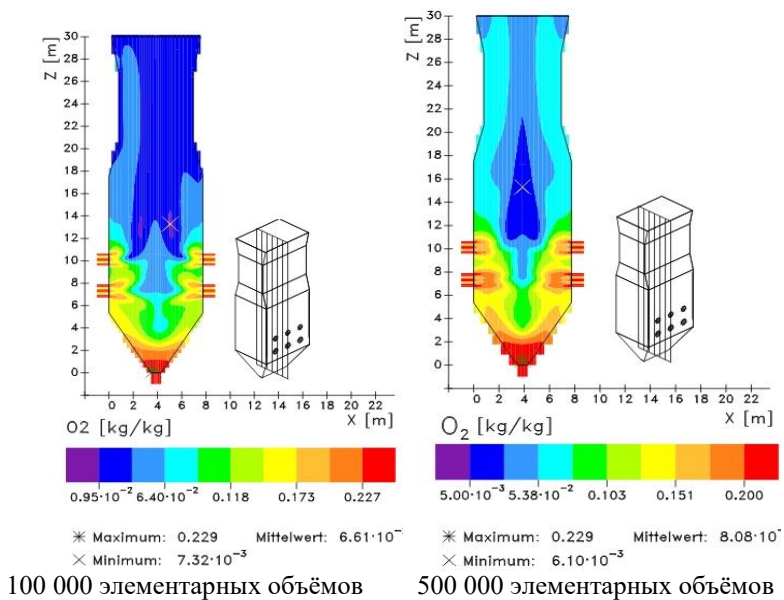 Z [m]
30
28
26
24
22
20
18
16
14
12
10
8
6
4
2
0
0 2 4 6 8 10 12 14 16 18 20 22
X [m]
O2 [kg/kg]
0.95·10⁻² 6.40·10⁻² 0.118 0.173 0.227
Maximum: 0.229 Mittelwert: 6.61·10⁻
Minimum: 7.32·10⁻³
100 000 элементарных объёмов
Z [m]
30
28
26
24
22
20
18
16
14
12
10
8
6
4
2
0
0 2 4 6 8 10 12 14 16 18 20 22
X [m]
O₂ [kg/kg]
5.00·10⁻³ 5.38·10⁻² 0.103 0.151 0.200
Maximum: 0.229 Mittelwert: 8.08·10⁻
Minimum: 6.10·10⁻³
500 000 элементарных объёмов